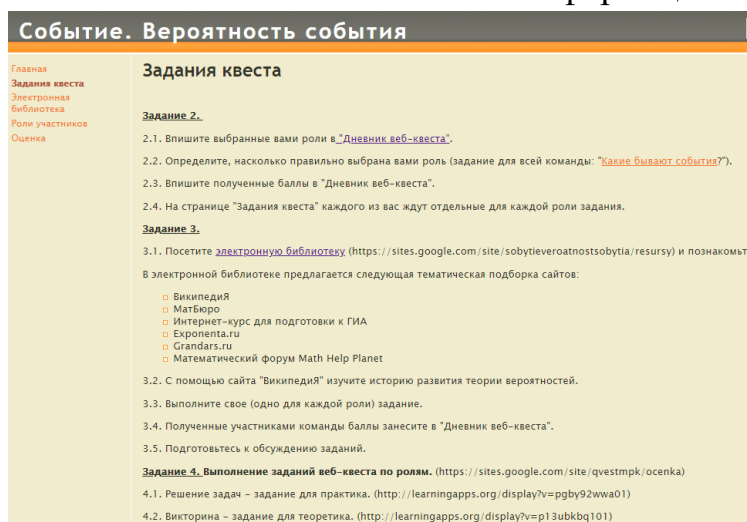 Событие. Вероятность события
Главная
Задания квеста
Электронная
библиотека
Роли участников
Оценка
Задания квеста
Задание 2.
2.1. Впишите выбранные вами роли в "Дневник веб-квеста".
2.2. Определите, насколько правильно выбрана вами роль (задание для всей команды: "Какие бывают события?").
2.3. Впишите полученные баллы в "Дневник веб-квеста".
2.4. На странице "Задания квеста" каждого из вас ждут отдельные для каждой роли задания.
Задание 3.
3.1. Посетите электронную библиотеку (https://sites.google.com/site/sobytieveroatnostsobytia/resursy) и познакомьт
В электронной библиотеке предлагается следующая тематическая подборка сайтов:
ВикипедиЯ
МатБюро
Интернет-курс для подготовки к ГИА
Exponenta.ru
Grandars.ru
Математический форум Math Help Planet
3.2. С помощью сайта "ВикипедиЯ" изучите историю развития теории вероятностей.
3.3. Выполните свое (одно для каждой роли) задание.
3.4. Полученные участниками команды баллы занесите в "Дневник веб-квеста".
3.5. Подготовьтесь к обсуждению заданий.
Задание 4. Выполнение заданий веб-квеста по ролям. (https://sites.google.com/site/qvestmpk/ocenka)
4.1. Решение задач - задание для практика. (http://learningapps.org/display?v=pgby92wwa01)
4.2. Викторина - задание для теоретика. (http://learningapps.org/display?v=p13ubkbq101)